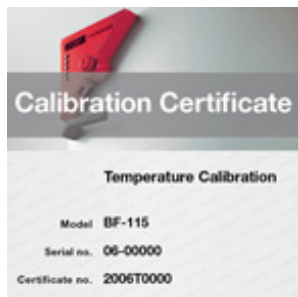 Calibration Certificate
Temperature Calibration
Model BF-115
Serial no. 06-00000
Certificate no. 2006T0000